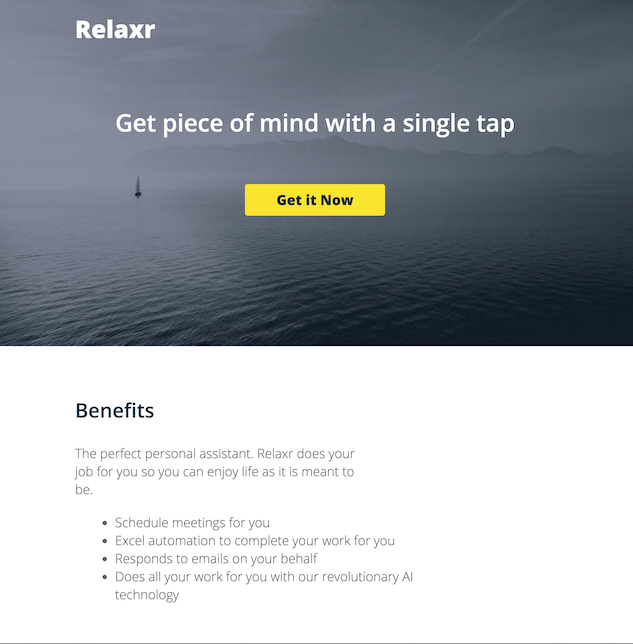 Relaxr
Get piece of mind with a single tap
Get it Now
Benefits
The perfect personal assistant. Relaxr does your
job for you so you can enjoy life as it is meant to
be.
• Schedule meetings for you
• Excel automation to complete your work for you
• Responds to emails on your behalf
• Does all your work for you with our revolutionary AI
technology